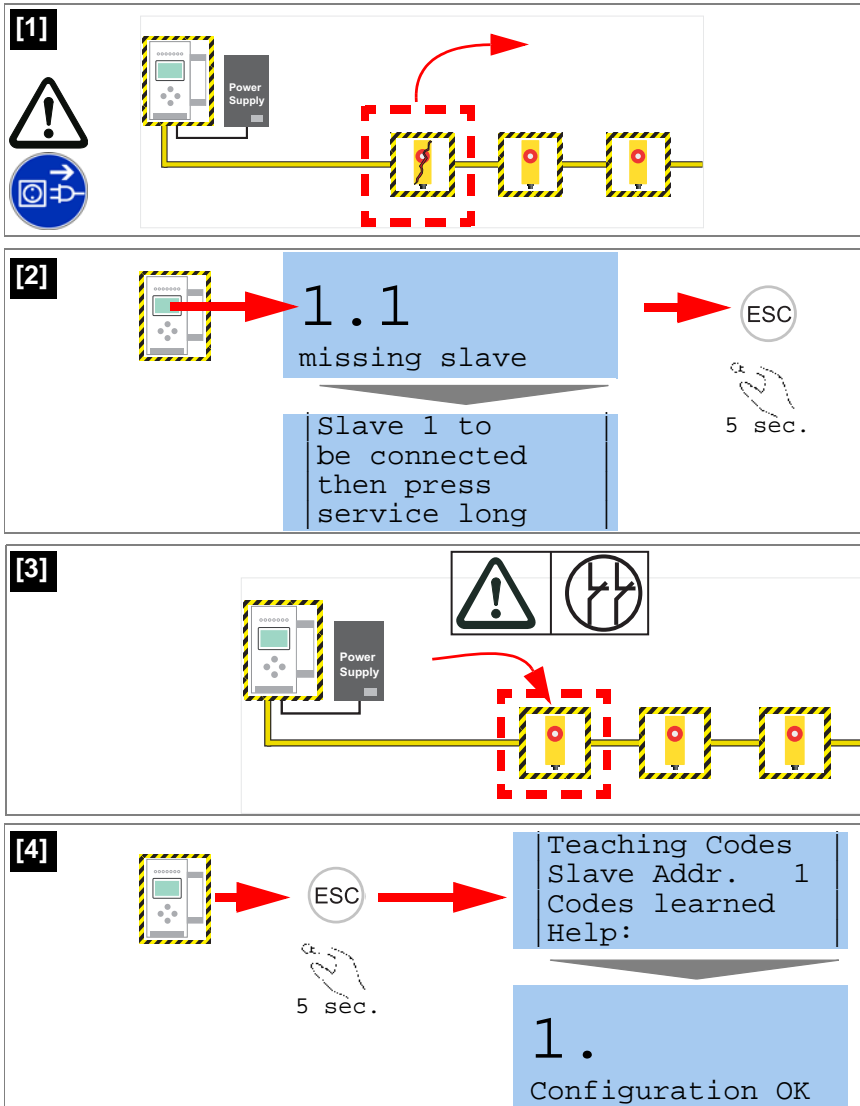 [1]
Power
Supply
[2]
1.1
missing slave
ESC
5 sec.
|Slave 1 to |
|be connected |
|then press |
|service long |
[3]
Power
Supply
[4]
ESC
5 sec.
|Teaching Codes |
|Slave Addr. 1 |
|Codes learned |
|Help: |
1.
Configuration OK